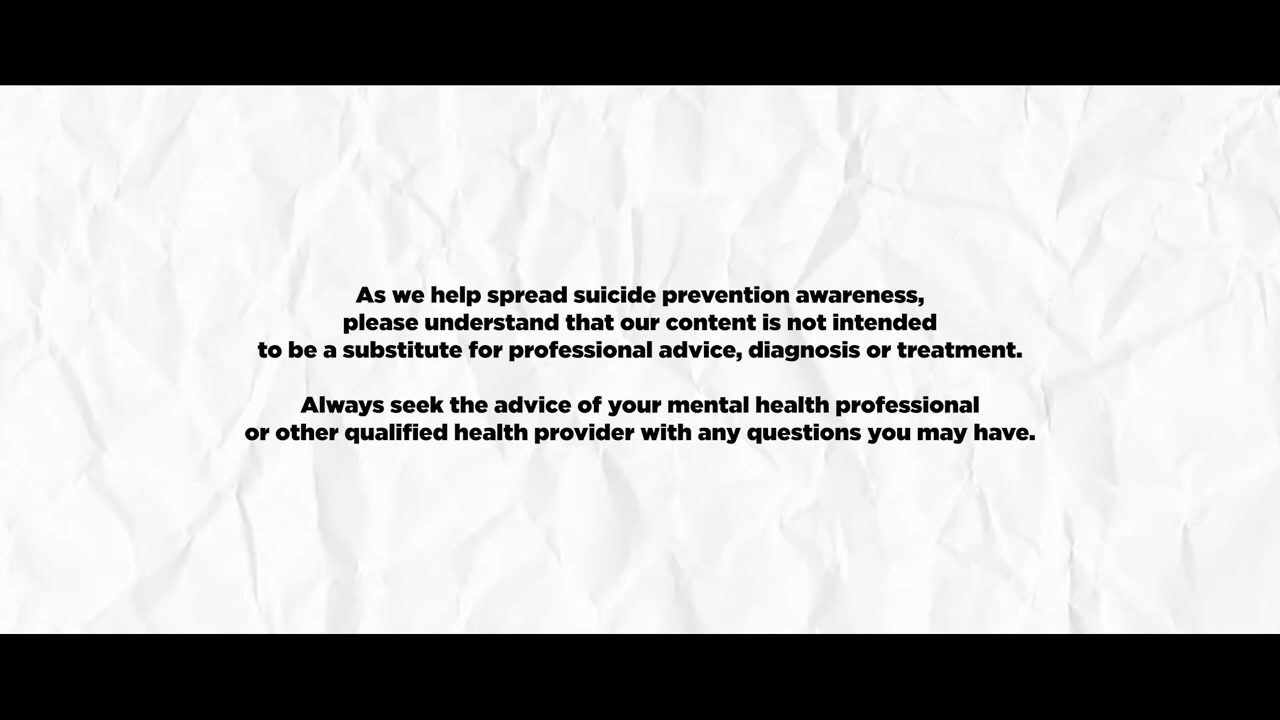 As we help spread suicide prevention awareness,
please understand that our content is not intended
to be a substitute for professional advice, diagnosis or treatment.
Always seek the advice of your mental health professional
or other qualified health provider with any questions you may have.